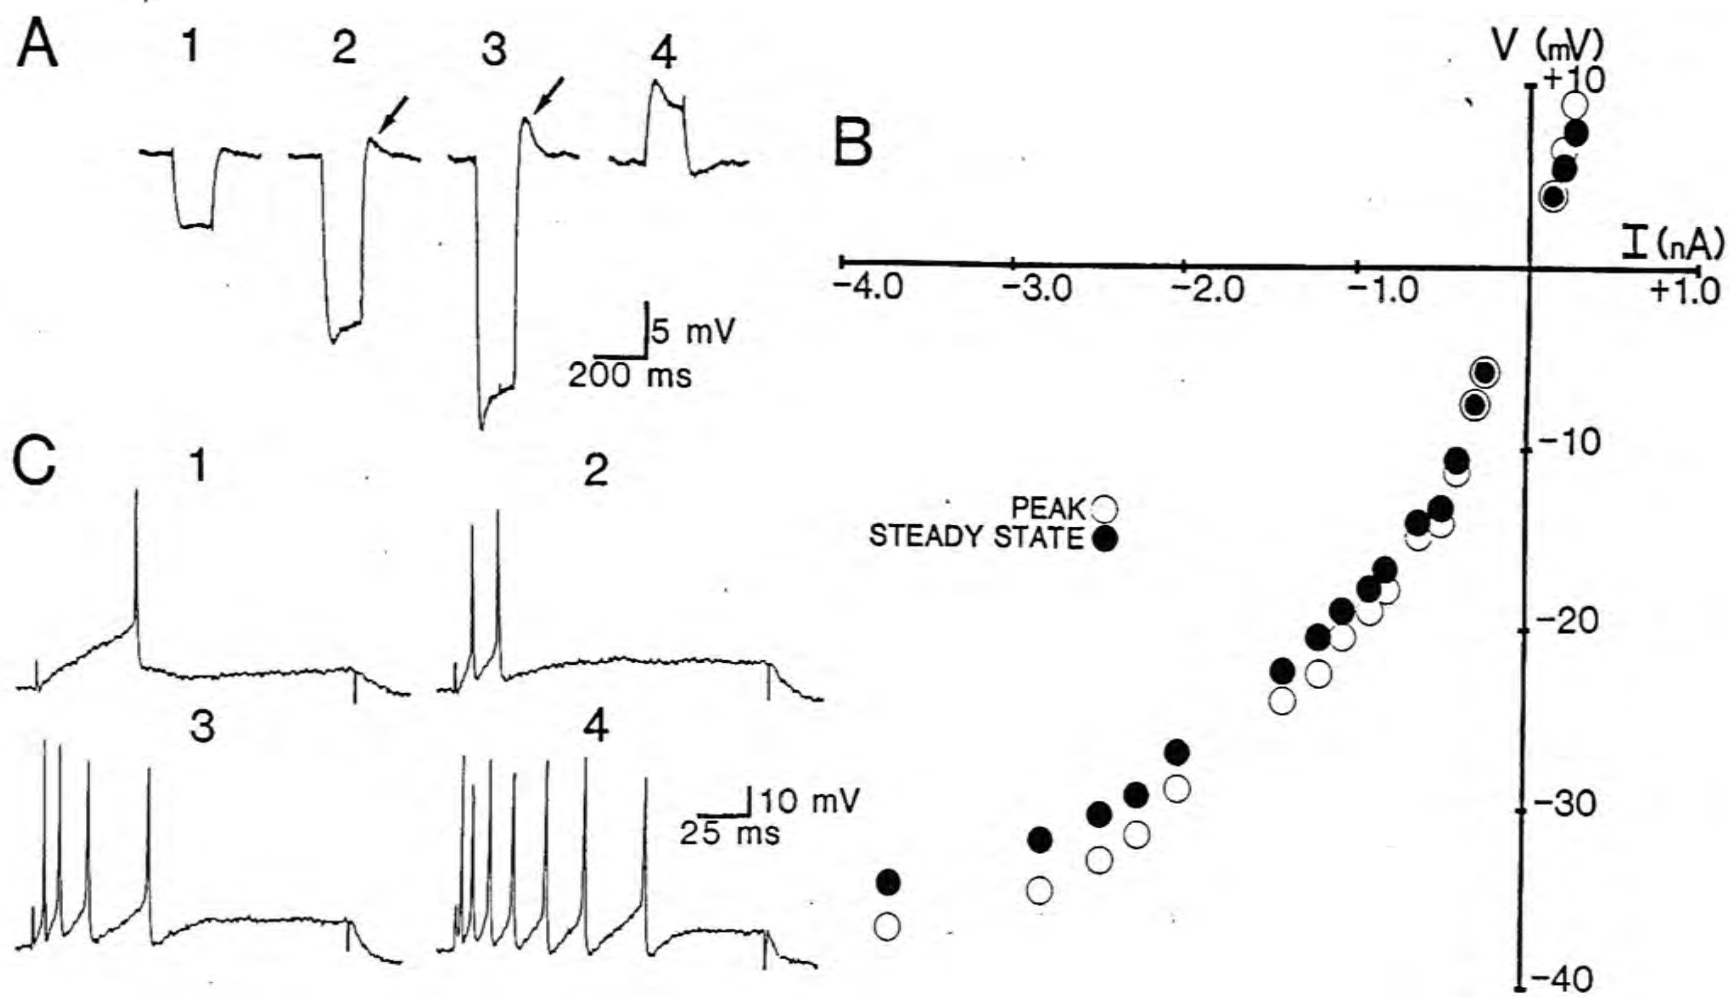 A
1 2 3 4
5 mV
200 ms
B
V (mV)
+10
I (nA)
-4.0 -3.0 -2.0 -1.0 +1.0
-10
-20
-30
-40
PEAK
STEADY STATE
C
1 2
3 4
10 mV
25 ms